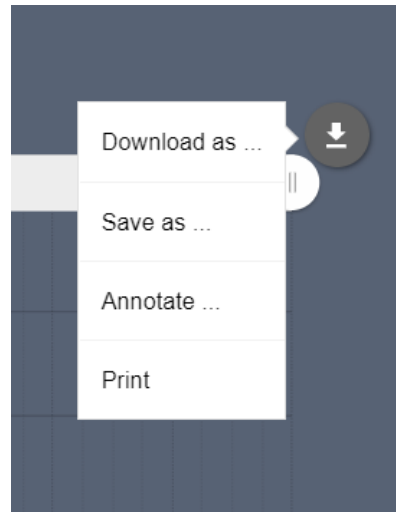 Download as ...
Save as ...
Annotate ...
Print